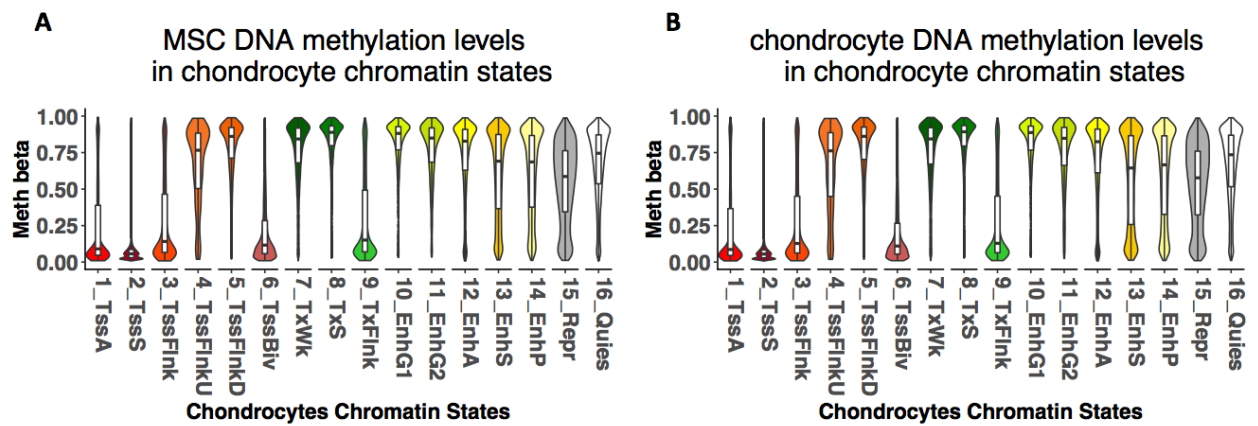 A
MSC DNA methylation levels
in chondrocyte chromatin states
Meth beta
1.00
0.75
0.50
0.25
0.00
1_TssA
2_TssS
3_TssFlnk
4_TssFlnkU
5_TssFlnkD
6_TssBiv
7_TxWk
8_TxS
9_TxFlnk
10_EnhG1
11_EnhG2
12_EnhA
13_EnhS
14_EnhP
15_Repr
16_Quies
Chondrocytes Chromatin States
B
chondrocyte DNA methylation levels
in chondrocyte chromatin states
Meth beta
1.00
0.75
0.50
0.25
0.00
1_TssA
2_TssS
3_TssFlnk
4_TssFlnkU
5_TssFlnkD
6_TssBiv
7_TxWk
8_TxS
9_TxFlnk
10_EnhG1
11_EnhG2
12_EnhA
13_EnhS
14_EnhP
15_Repr
16_Quies
Chondrocytes Chromatin States